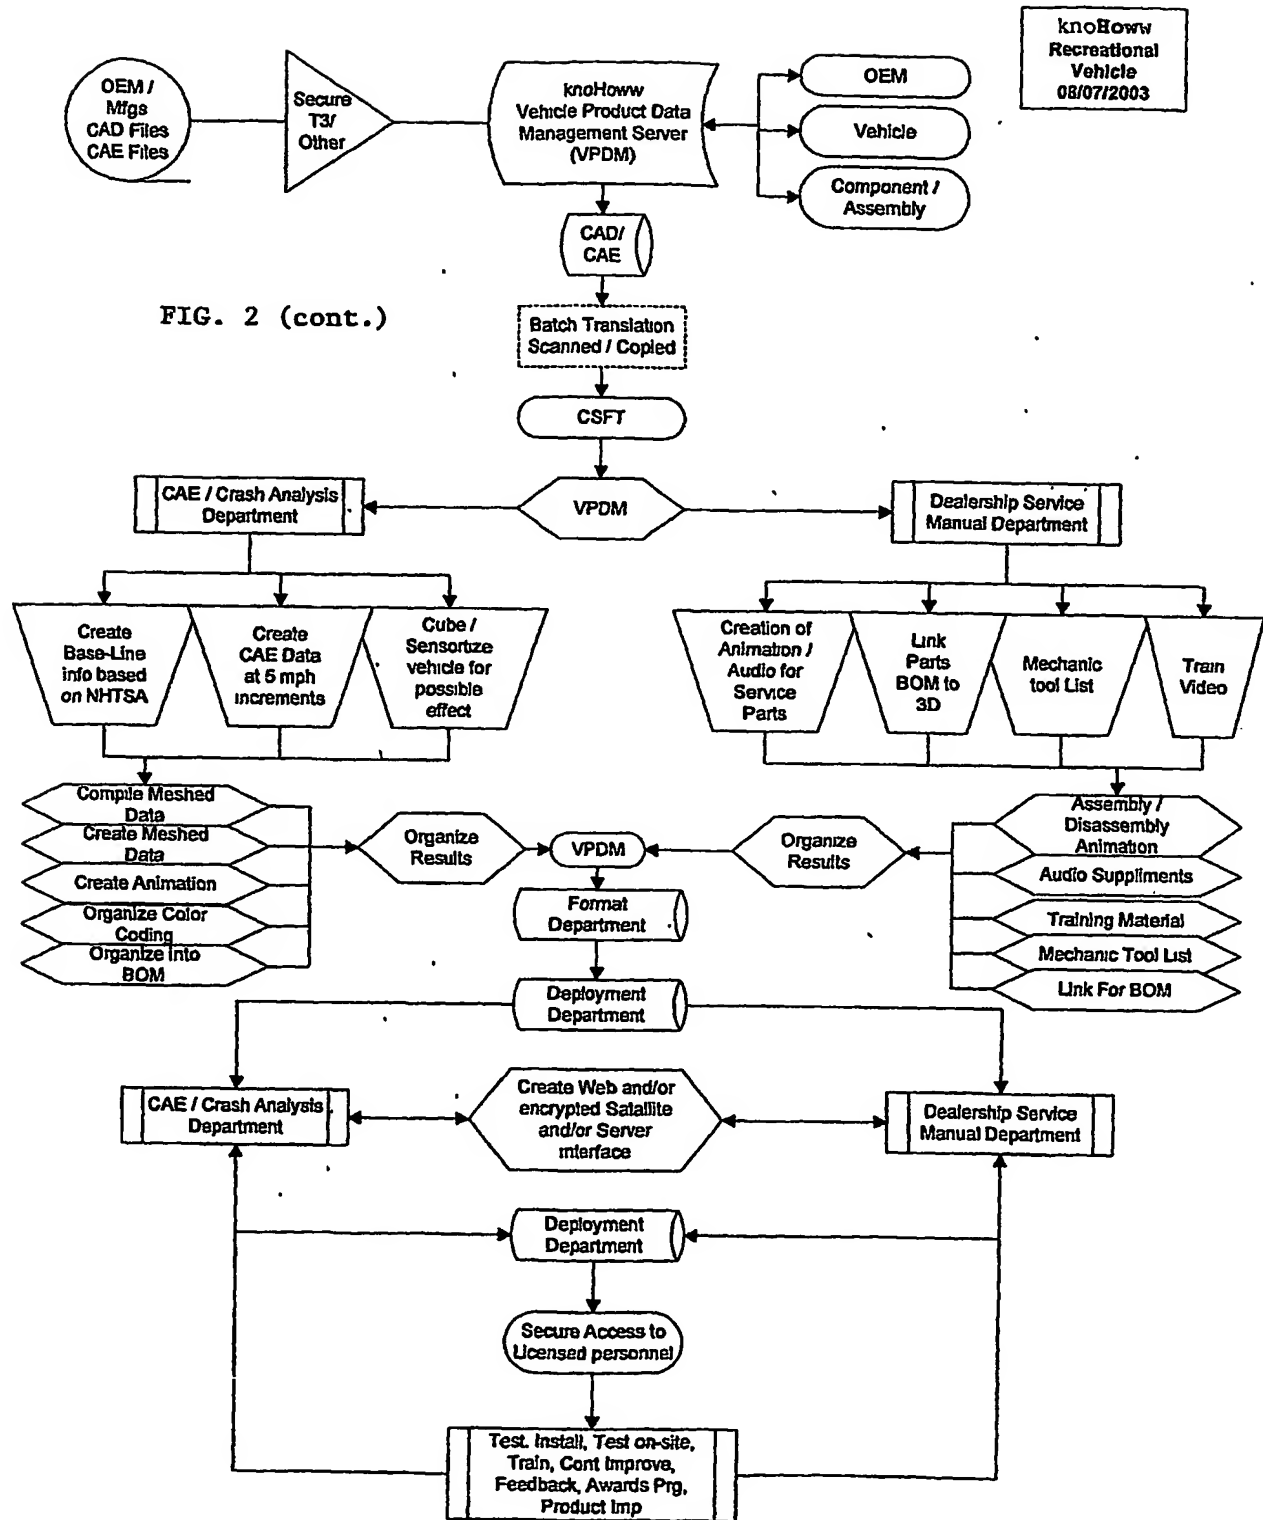 knoHoww
Recreational
Vehicle
08/07/2003
OEM /
Mfgs
CAD Files
CAE Files
Secure
T3/
Other
knoHoww
Vehicle Product Data
Management Server
(VPDM)
OEM
Vehicle
Component /
Assembly
CAD/
CAE
FIG. 2 (cont.)
Batch Translation
Scanned / Copied
CSFT
CAE / Crash Analysis
Department
VPDM
Dealership Service
Manual Department
Create
Base-Line
info based
on NHTSA
Create
CAE Data
at 5 mph
increments
Cube /
Sensortize
vehicle for
possible
effect
Creation of
Animation /
Audio for
Service
Parts
Link
Parts
BOM to
3D
Mechanic
tool List
Train
Video
Compile Meshed
Data
Create Meshed
Data
Create Animation
Organize Color
Coding
Organize into
BOM
Organize
Results
VPDM
Organize
Results
Assembly /
Disassembly
Animation
Audio Suppliments
Training Material
Mechanic Tool List
Link For BOM
Format
Department
Deployment
Department
CAE / Crash Analysis
Department
Create Web and/or
encrypted Satallite
and/or Server
interface
Dealership Service
Manual Department
Deployment
Department
Secure Access to
Licensed personnel
Test. Install, Test on-site,
Train, Cont Improve,
Feedback, Awards Prg,
Product Imp